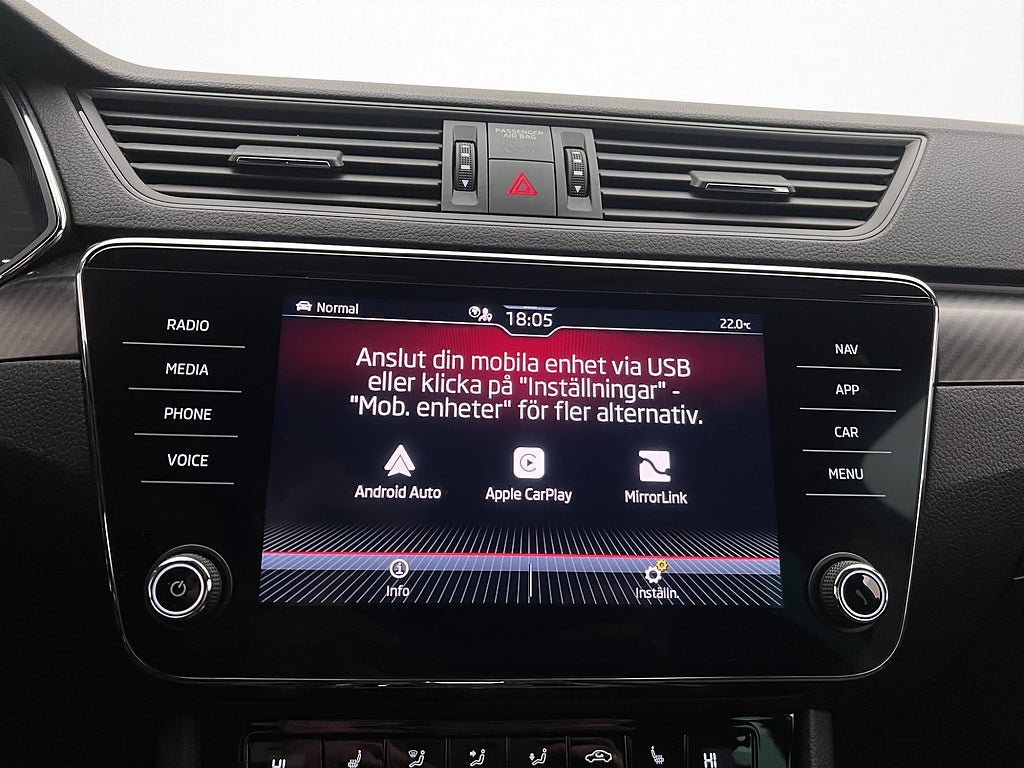 PASSENGER
AIR BAG
Normal
18:05
22.0°C
RADIO
MEDIA
PHONE
VOICE
Anslut din mobila enhet via USB
eller klicka på "Inställningar" -
"Mob. enheter" för fler alternativ.
Android Auto
Apple CarPlay
MirrorLink
Info
Inställn.
NAV
APP
CAR
MENU
HI